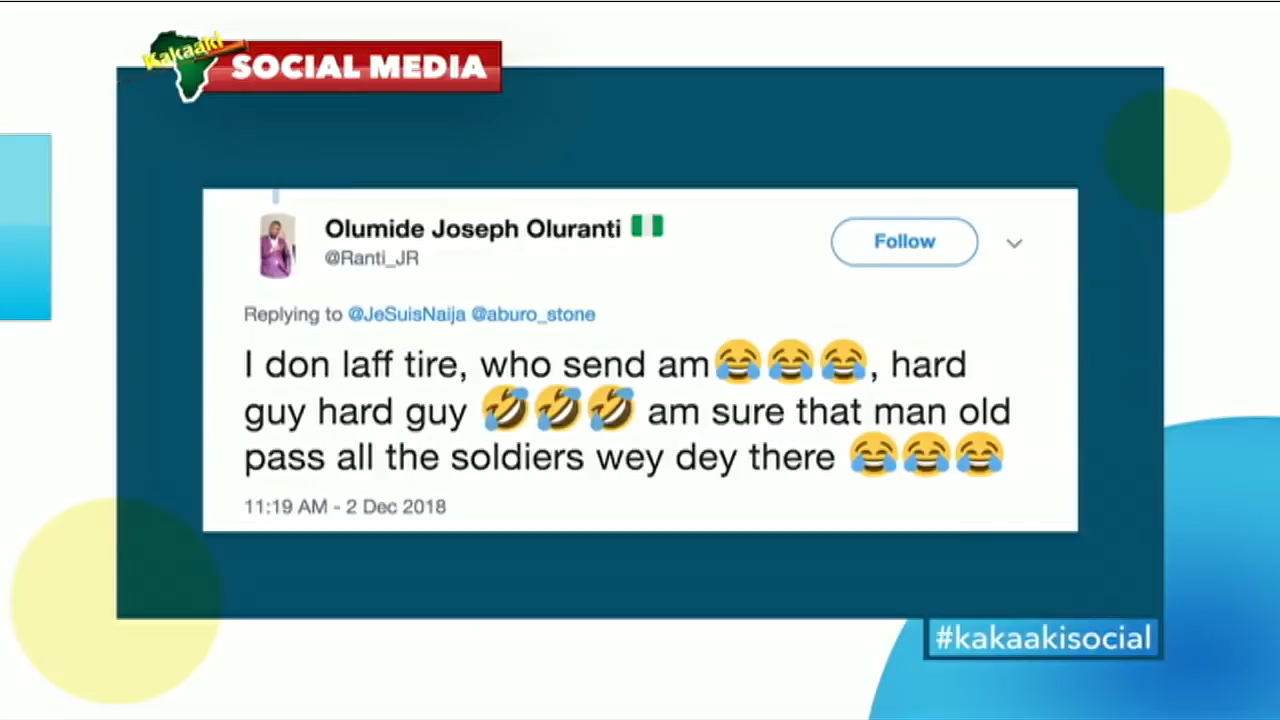 Kakaaki
SOCIAL MEDIA
Olumide Joseph Oluranti 🇳🇬
@Ranti_JR
Follow
Replying to @JeSuisNaija @aburo_stone
I don laff tire, who send am😂😂😂, hard
guy hard guy 🤣🤣🤣 am sure that man old
pass all the soldiers wey dey there 😂😂😂
11:19 AM - 2 Dec 2018
#kakaakisocial